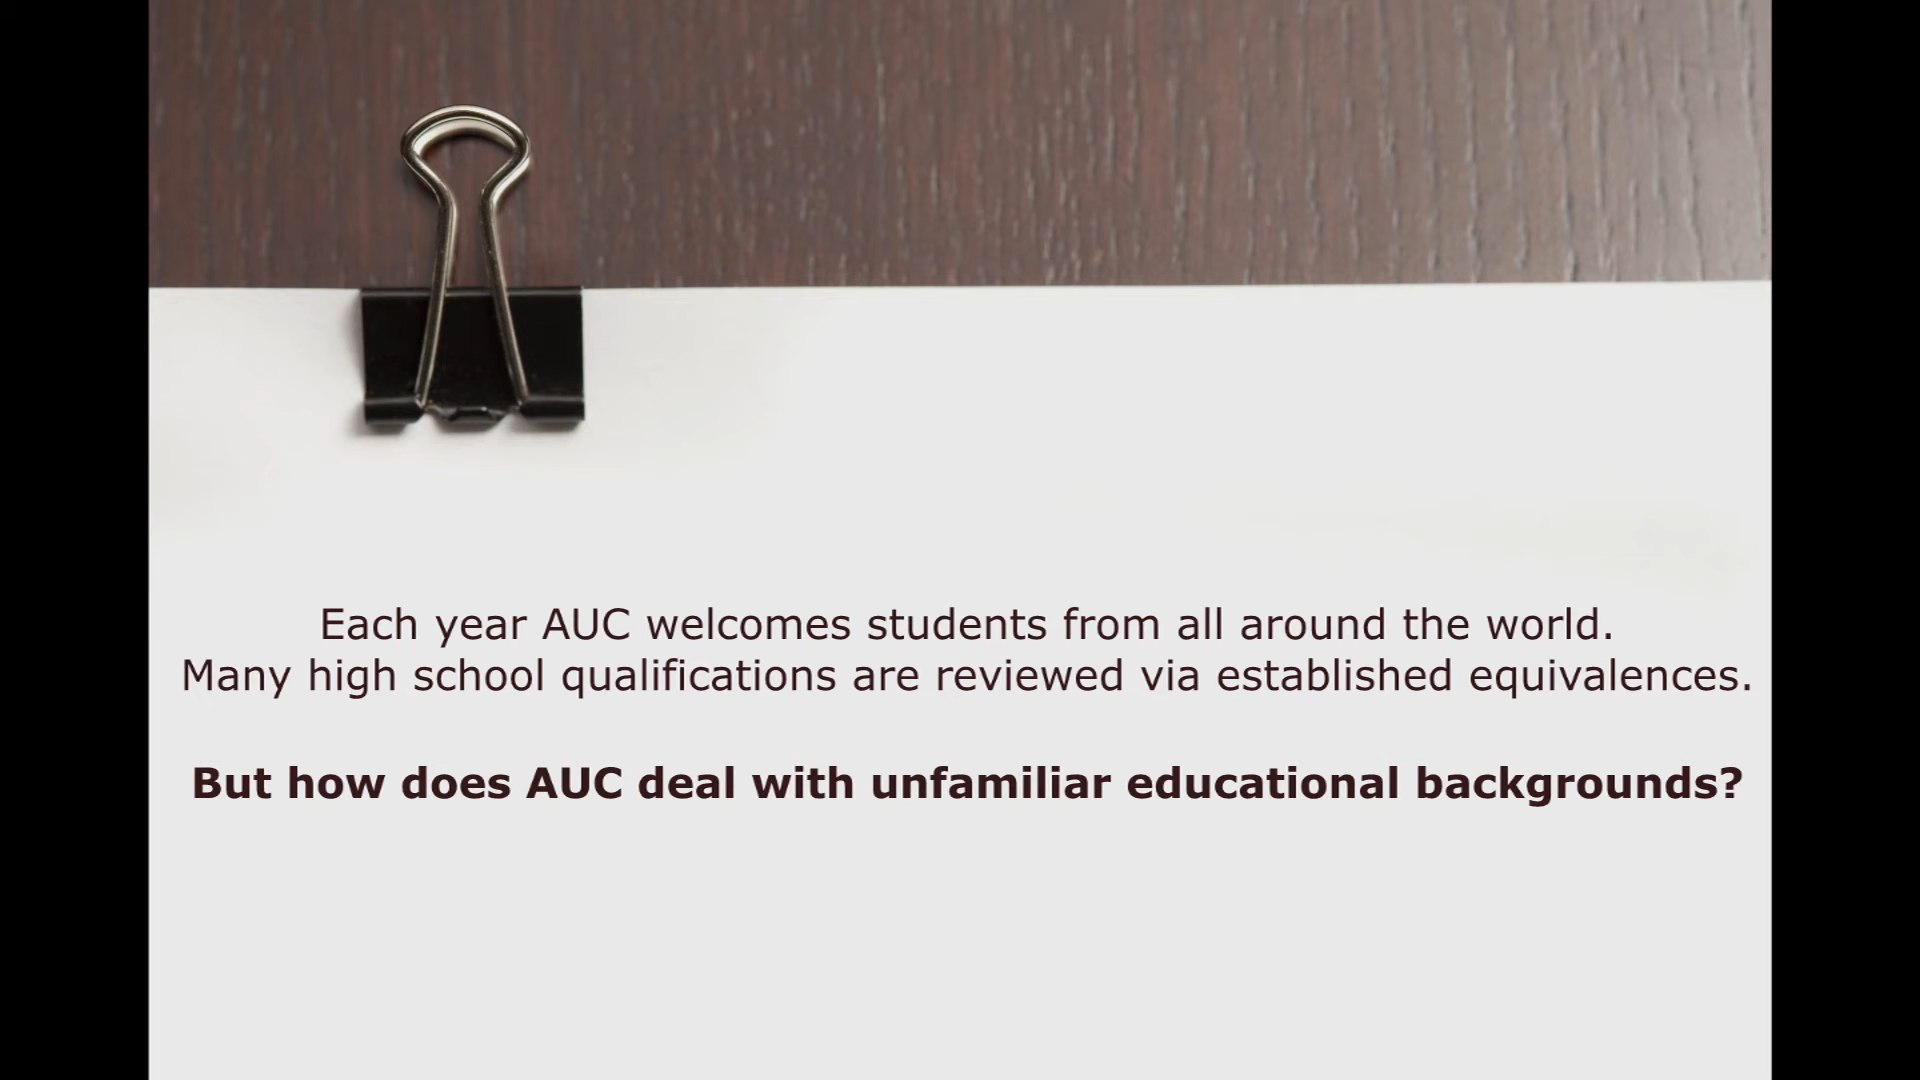 Each year AUC welcomes students from all around the world.
Many high school qualifications are reviewed via established equivalences.
But how does AUC deal with unfamiliar educational backgrounds?